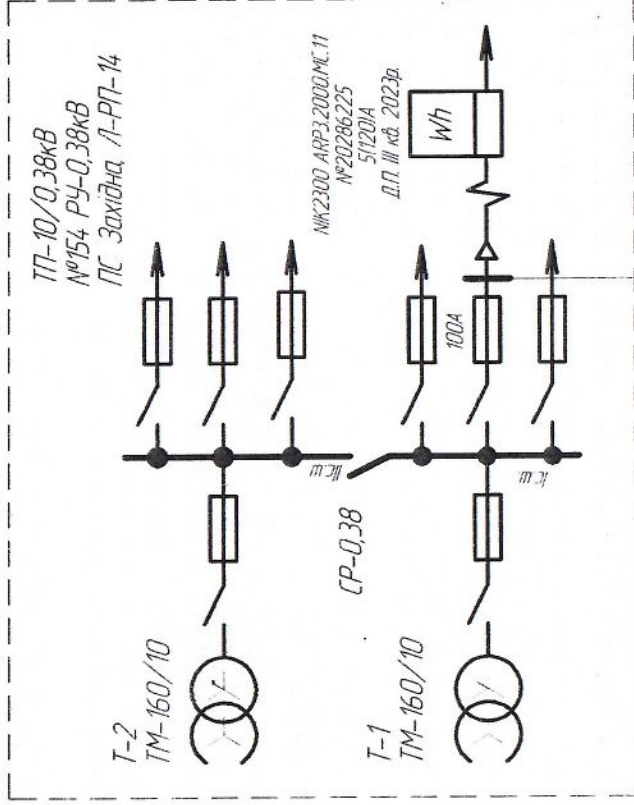 ТП-10/0,38кВ
№154 РУ-0,38кВ
ПС Західна, Л-РП-14
Т-2
ТМ-160/10
IIс.ш
СР-0,38
Т-1
ТМ-160/10
Iс.ш
100А
NIK2300 ARP3.2000.MC.11
№20286225
5(120)А
Д.П. III кв. 2023р.
Wh